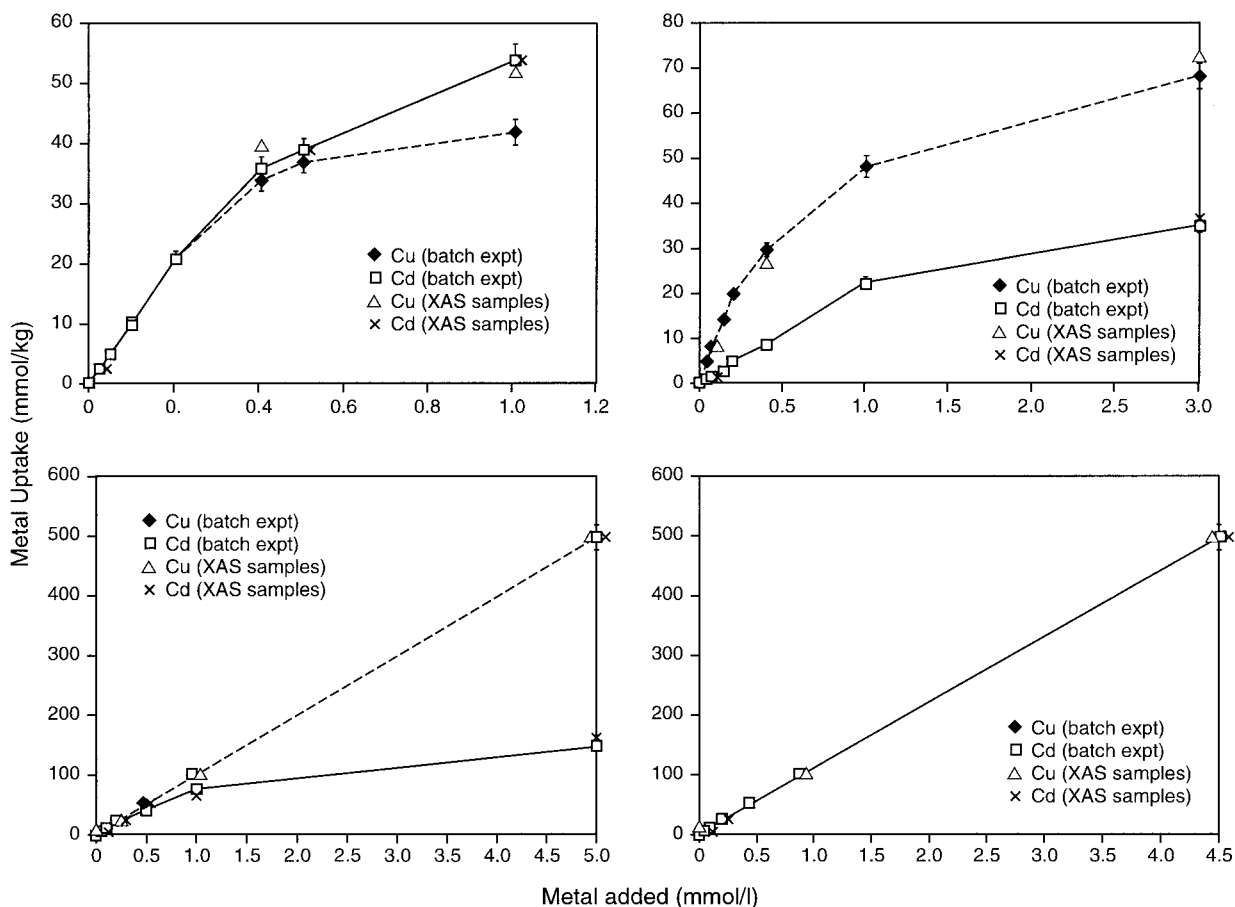 Metal Uptake (mmol/kg)
60
50
40
30
20
10
0
Cu (batch expt)
Cd (batch expt)
Cu (XAS samples)
Cd (XAS samples)
0 0. 0.4 0.6 0.8 1.0 1.2
80
70
60
50
40
30
20
10
0
Cu (batch expt)
Cd (batch expt)
Cu (XAS samples)
Cd (XAS samples)
0 0.5 1.0 1.5 2.0 2.5 3.0
600
500
400
300
200
100
0
Cu (batch expt)
Cd (batch expt)
Cu (XAS samples)
Cd (XAS samples)
0 0.5 1.0 1.5 2.0 2.5 3.0 3.5 4.0 4.5 5.0
600
500
400
300
200
100
0
Cu (batch expt)
Cd (batch expt)
Cu (XAS samples)
Cd (XAS samples)
0 0.5 1.0 1.5 2.0 2.5 3.0 3.5 4.0 4.5
Metal added (mmol/l)